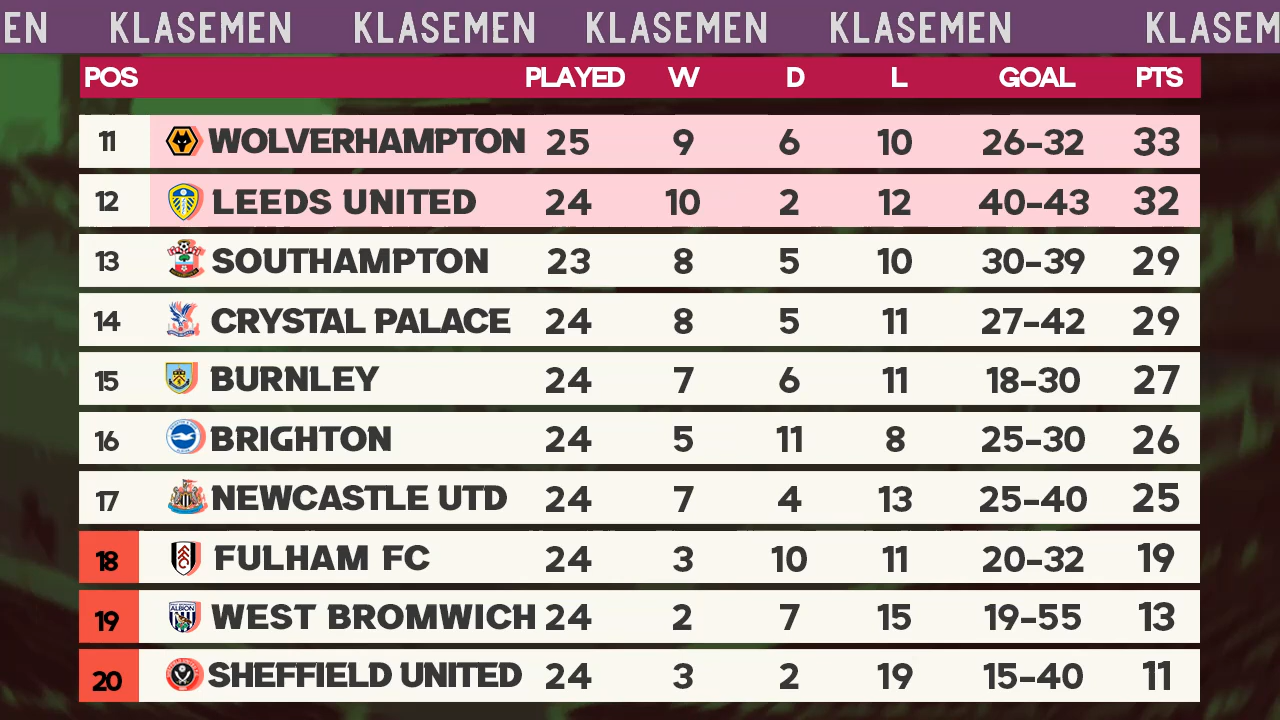 EN KLASEMEN KLASEMEN KLASEMEN KLASEMEN KLASEM
POS PLAYED W D L GOAL PTS
11 WOLVERHAMPTON 25 9 6 10 26-32 33
12 LEEDS UNITED 24 10 2 12 40-43 32
13 SOUTHAMPTON 23 8 5 10 30-39 29
14 CRYSTAL PALACE 24 8 5 11 27-42 29
15 BURNLEY 24 7 6 11 18-30 27
16 BRIGHTON 24 5 11 8 25-30 26
17 NEWCASTLE UTD 24 7 4 13 25-40 25
18 FULHAM FC 24 3 10 11 20-32 19
19 WEST BROMWICH 24 2 7 15 19-55 13
20 SHEFFIELD UNITED 24 3 2 19 15-40 11